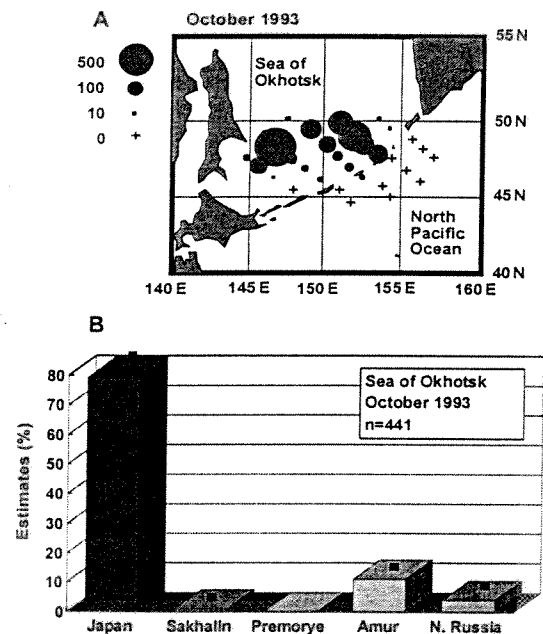 A
October 1993
500
100
10
0
Sea of
Okhotsk
North
Pacific
Ocean
55 N
50 N
45 N
40 N
140 E
145 E
150 E
155 E
160 E
B
Estimates (%)
80
70
60
50
40
30
20
10
0
Sea of Okhotsk
October 1993
n=441
Japan
Sakhalin
Premorye
Amur
N. Russia